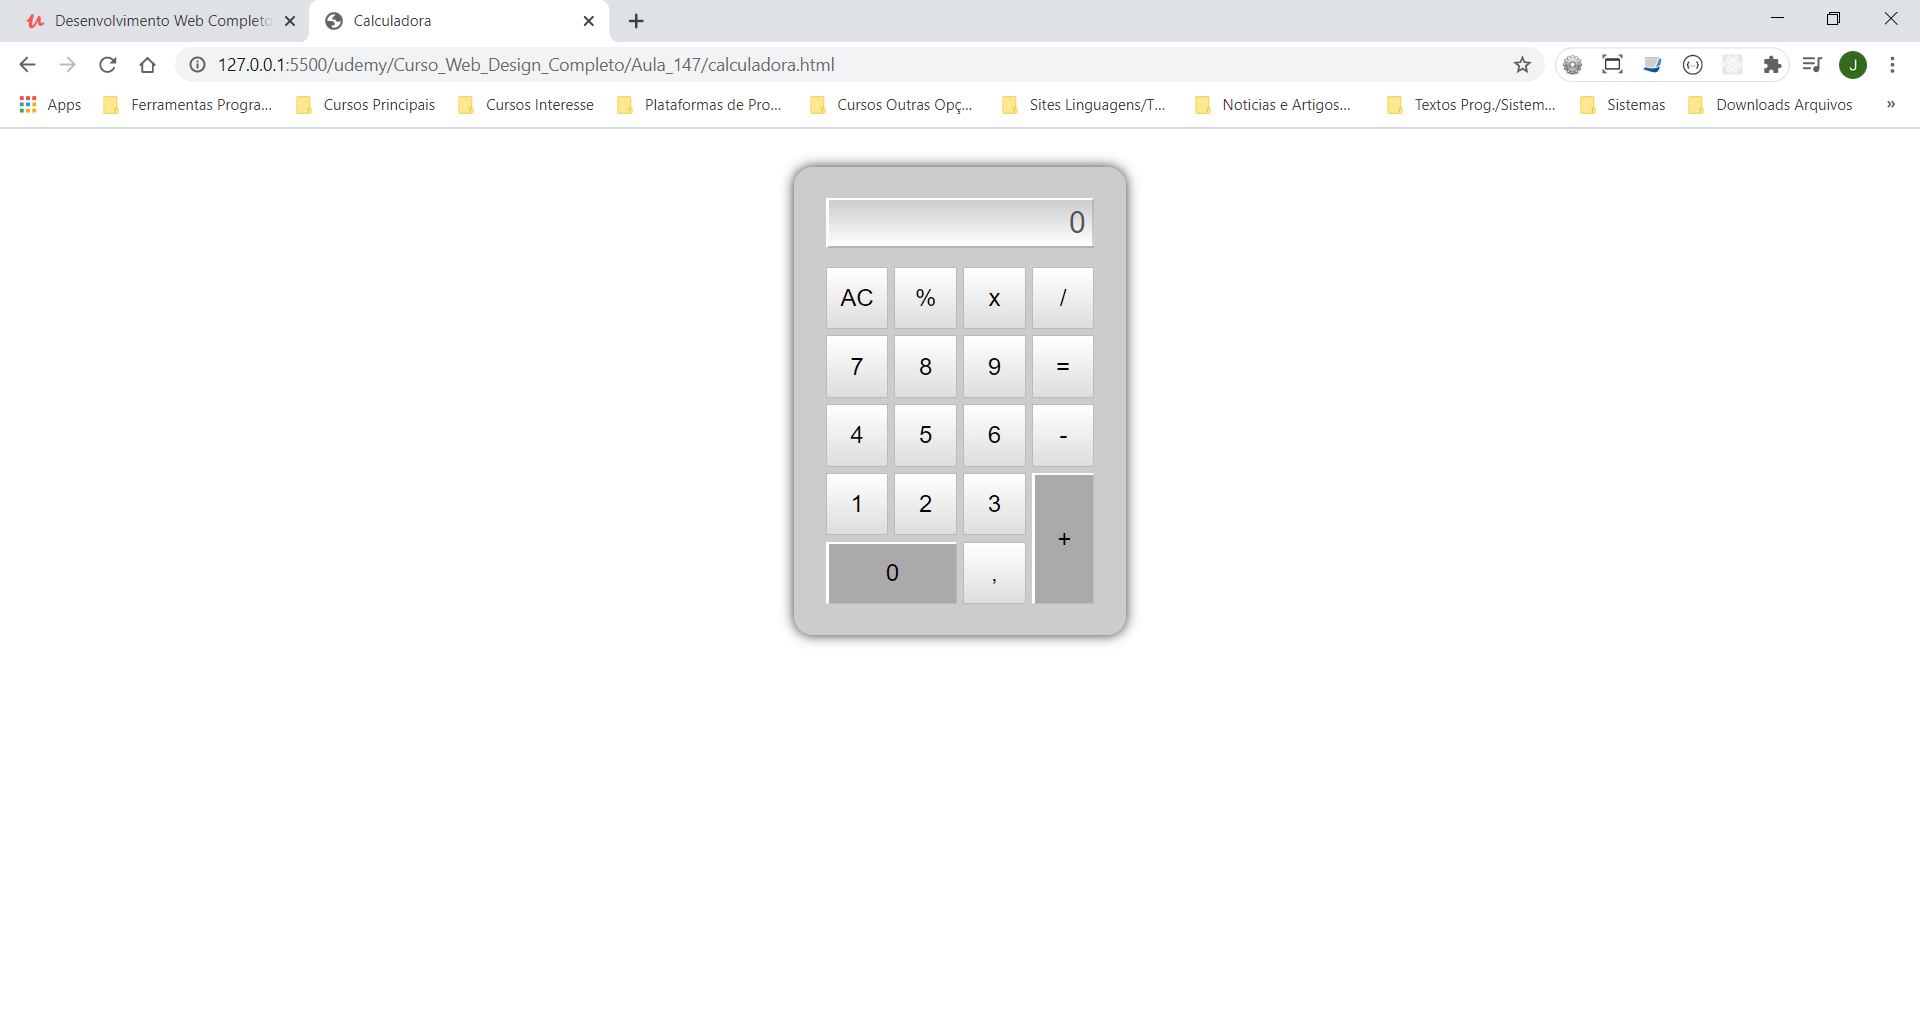 Desenvolvimento Web Completo
Calculadora
127.0.0.1:5500/udemy/Curso_Web_Design_Completo/Aula_147/calculadora.html
J
Apps
Ferramentas Progra...
Cursos Principais
Cursos Interesse
Plataformas de Pro...
Cursos Outras Opç...
Sites Linguagens/T...
Noticias e Artigos...
Textos Prog./Sistem...
Sistemas
Downloads Arquivos
»
0
AC % x /
7 8 9 =
4 5 6 -
1 2 3
+
0 ,